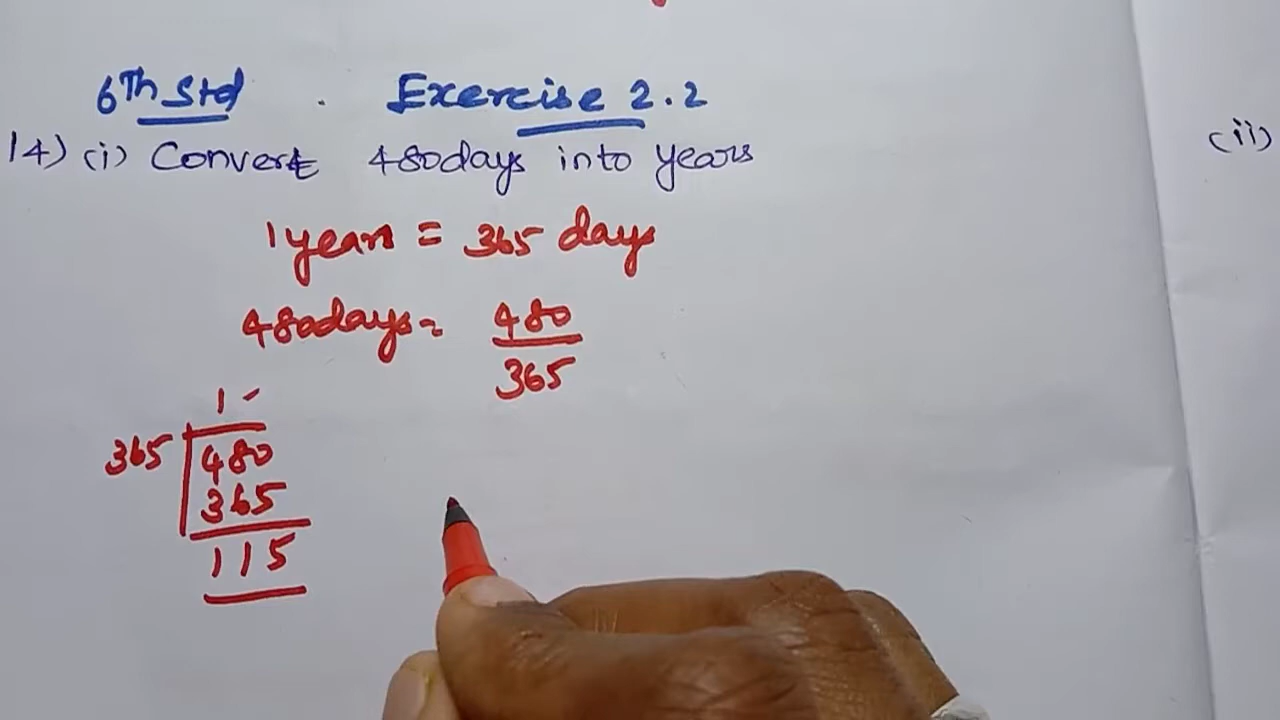 6Th Std . Exercise 2.2
14) (i) Convert 480days into years
(ii)
1 years = 365 days
480days = 480/365
1
365 480
365
115